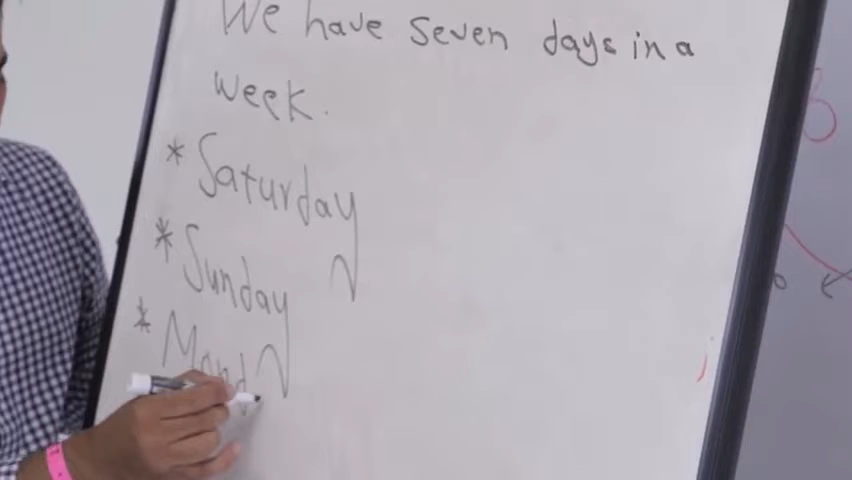 We have seven days in a
week.
* Saturday
* Sunday
* Mond